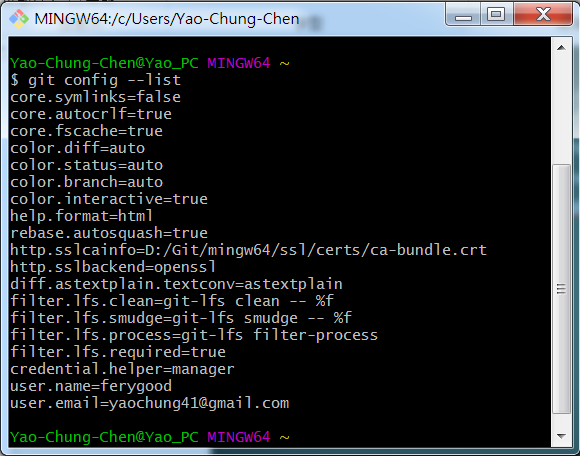 MINGW64:/c/Users/Yao-Chung-Chen
Yao-Chung-Chen@Yao_PC MINGW64 ~
$ git config --list
core.symlinks=false
core.autocrlf=true
core.fscache=true
color.diff=auto
color.status=auto
color.branch=auto
color.interactive=true
help.format=html
rebase.autosquash=true
http.sslcainfo=D:/Git/mingw64/ssl/certs/ca-bundle.crt
http.sslbackend=openssl
diff.astextplain.textconv=astextplain
filter.lfs.clean=git-lfs clean -- %f
filter.lfs.smudge=git-lfs smudge -- %f
filter.lfs.process=git-lfs filter-process
filter.lfs.required=true
credential.helper=manager
user.name=ferygood
user.email=yaochung41@gmail.com
Yao-Chung-Chen@Yao_PC MINGW64 ~